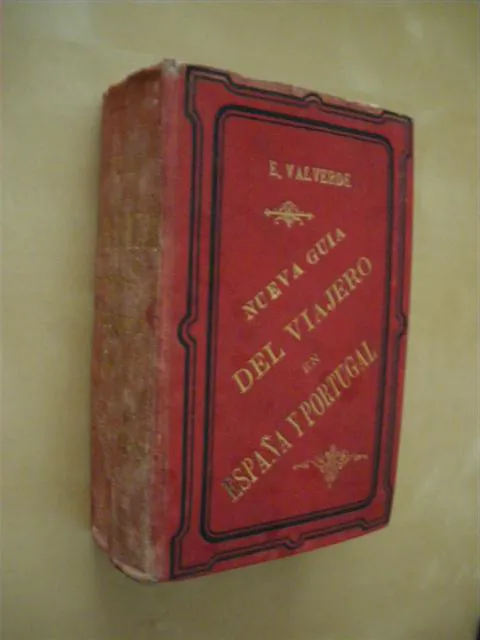 E. VALVERDE
NUEVA GUIA
DEL VIAJERO
EN
ESPAÑA Y PORTUGAL